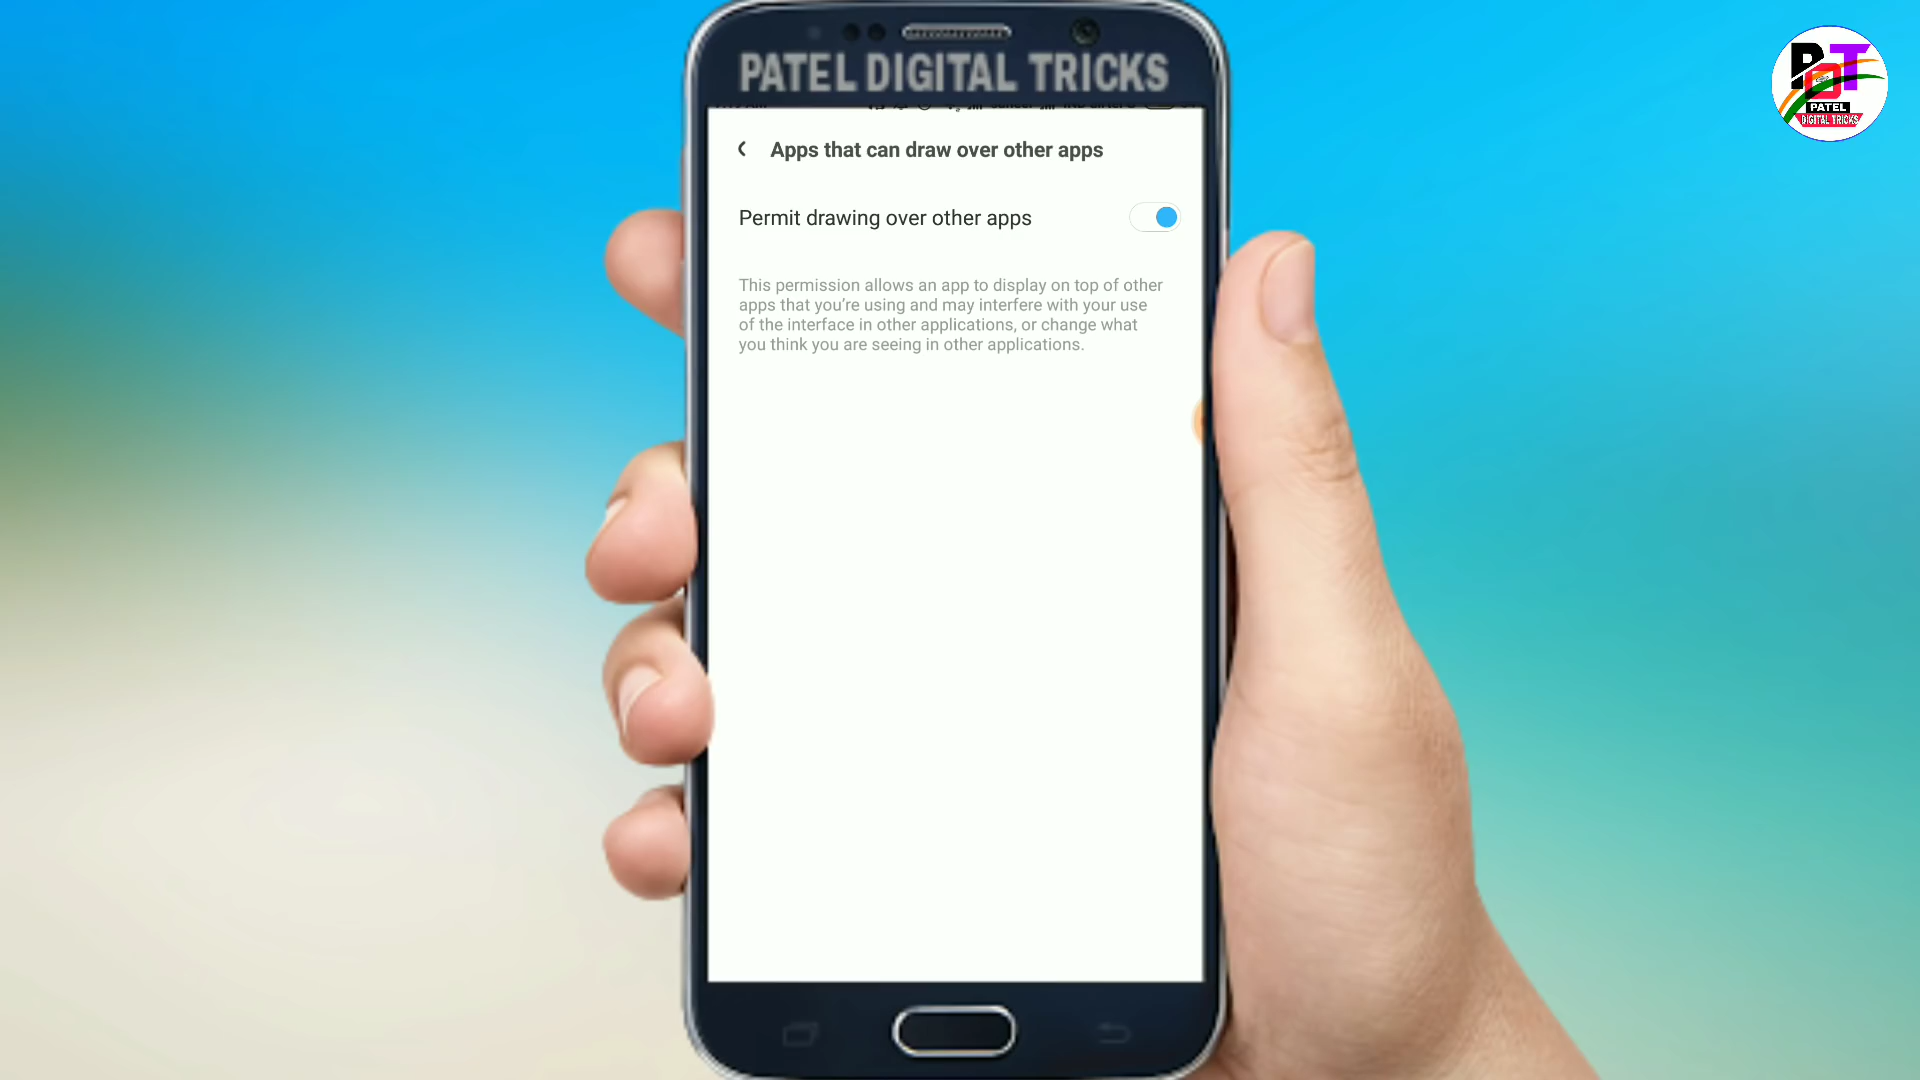 PATEL DIGITAL TRICKS
Apps that can draw over other apps
Permit drawing over other apps
This permission allows an app to display on top of other
apps that you’re using and may interfere with your use
of the interface in other applications, or change what
you think you are seeing in other applications.
PDT
PATEL
DIGITAL TRICKS